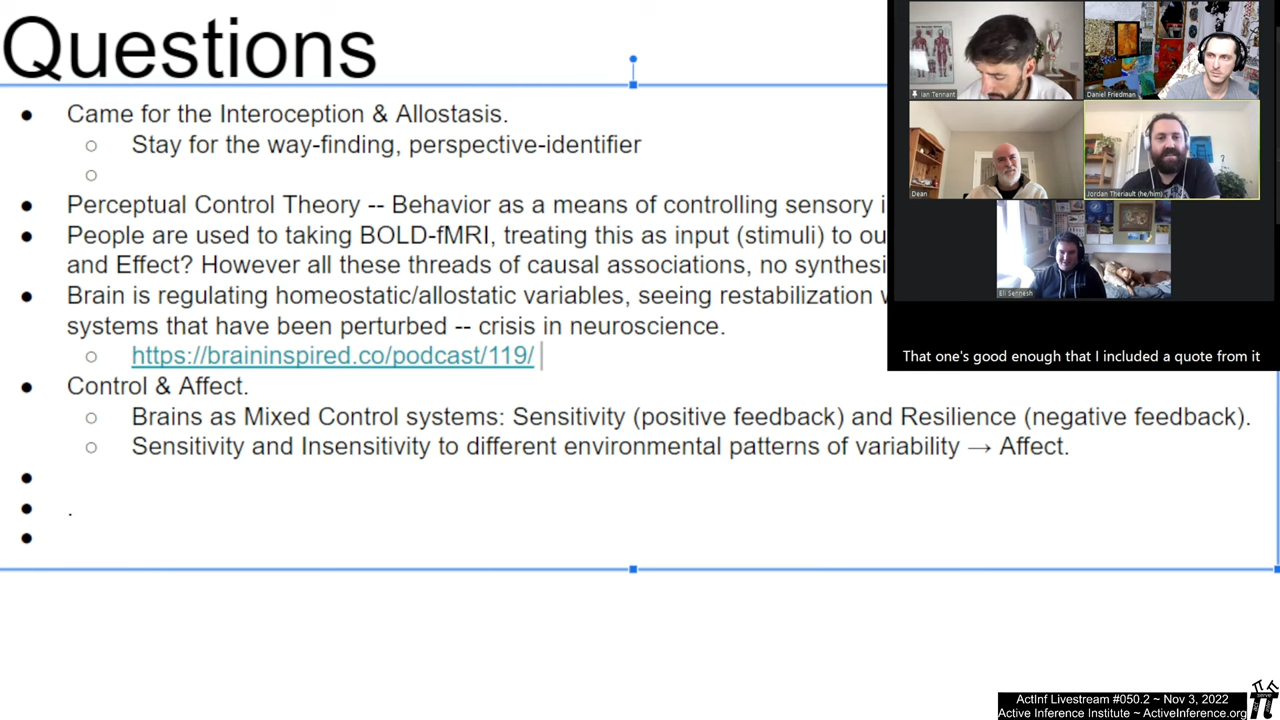 Questions
Came for the Interoception & Allostasis.
Stay for the way-finding, perspective-identifier
Perceptual Control Theory -- Behavior as a means of controlling sensory i
People are used to taking BOLD-fMRI, treating this as input (stimuli) to ou
and Effect? However all these threads of causal associations, no synthesi
Brain is regulating homeostatic/allostatic variables, seeing restabilization w
systems that have been perturbed -- crisis in neuroscience.
https://braininspired.co/podcast/119/
Control & Affect.
Brains as Mixed Control systems: Sensitivity (positive feedback) and Resilience (negative feedback).
Sensitivity and Insensitivity to different environmental patterns of variability → Affect.
.
Ian Tennant
Daniel Friedman
Dean
Jordan Theriault (he/him)
Eli Sennesh
That one's good enough that I included a quote from it
ActInf Livestream #050.2 ~ Nov 3, 2022
Active Inference Institute ~ ActiveInference.org